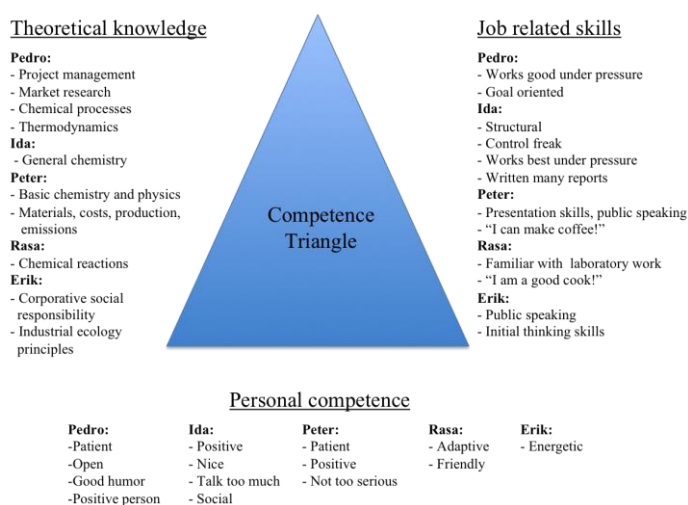 Theoretical knowledge
Pedro:
- Project management
- Market research
- Chemical processes
- Thermodynamics
Ida:
- General chemistry
Peter:
- Basic chemistry and physics
- Materials, costs, production,
emissions
Rasa:
- Chemical reactions
Erik:
- Corporative social
responsibility
- Industrial ecology
principles
Competence
Triangle
Job related skills
Pedro:
- Works good under pressure
- Goal oriented
Ida:
- Structural
- Control freak
- Works best under pressure
- Written many reports
Peter:
- Presentation skills, public speaking
- “I can make coffee!”
Rasa:
- Familiar with laboratory work
- “I am a good cook!”
Erik:
- Public speaking
- Initial thinking skills
Personal competence
Pedro:
-Patient
-Open
-Good humor
-Positive person
Ida:
- Positive
- Nice
- Talk too much
- Social
Peter:
- Patient
- Positive
- Not too serious
Rasa:
- Adaptive
- Friendly
Erik:
- Energetic